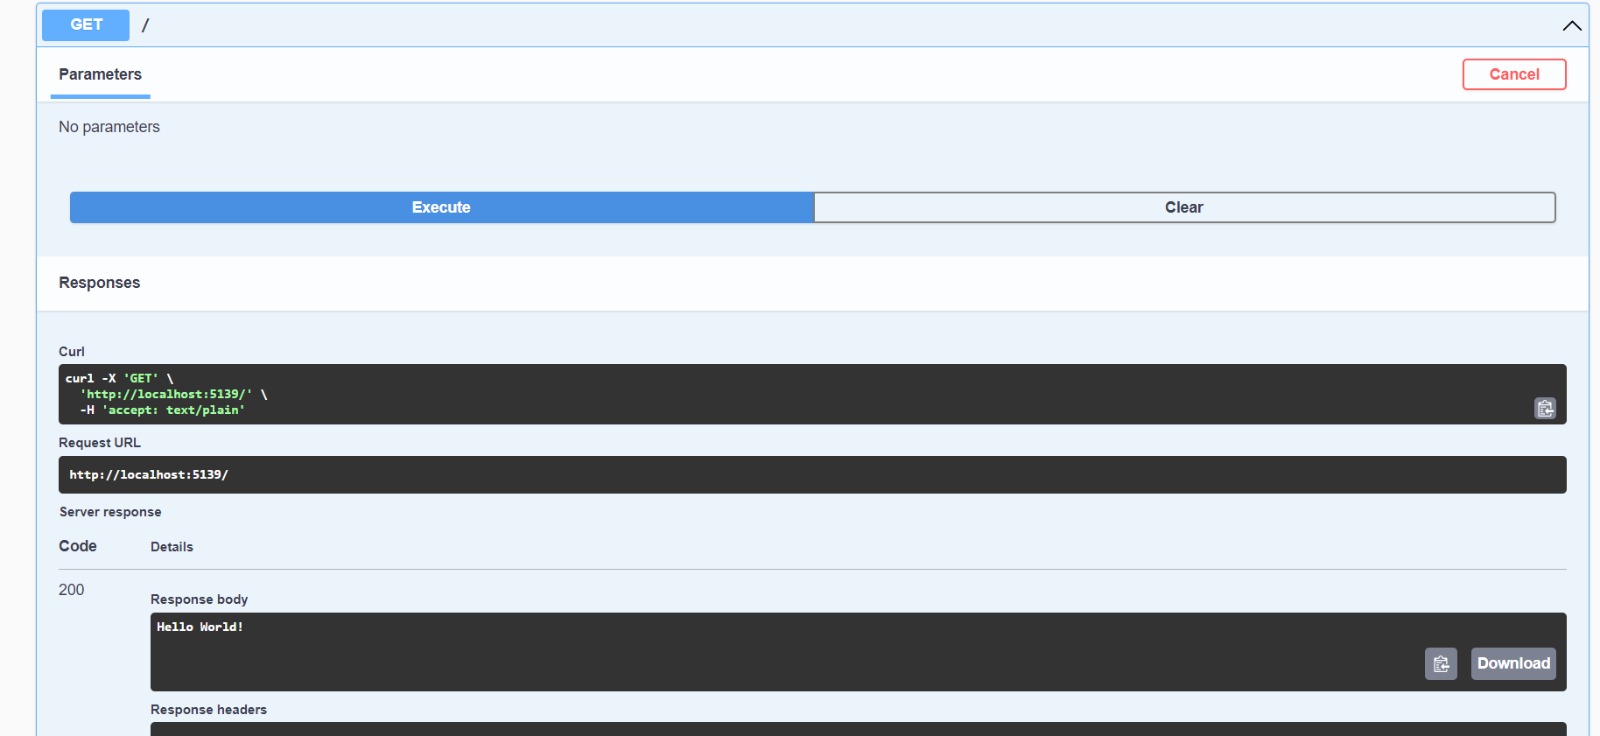 GET /
Parameters
Cancel
No parameters
Execute
Clear
Responses
Curl
curl -X 'GET' \
  'http://localhost:5139/' \
  -H 'accept: text/plain'
Request URL
http://localhost:5139/
Server response
Code Details
200
Response body
Hello World!
Download
Response headers